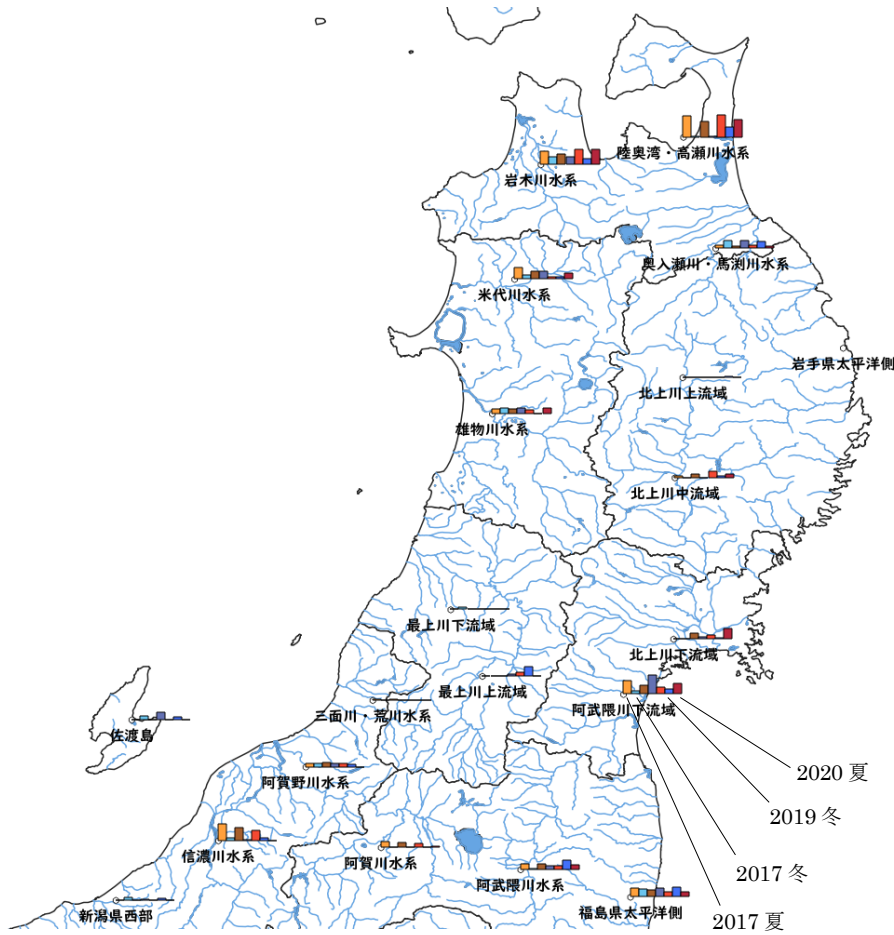 陸奥湾・高瀬川水系
岩木川水系
奥入瀬川・馬渕川水系
米代川水系
岩手県太平洋側
北上川上流域
雄物川水系
北上川中流域
最上川下流域
北上川下流域
最上川上流域
三面川・荒川水系
阿武隈川下流域
佐渡島
阿賀野川水系
2020 夏
2019 冬
信濃川水系
阿賀川水系
阿武隈川水系
2017 冬
新潟県西部
福島県太平洋側
2017 夏